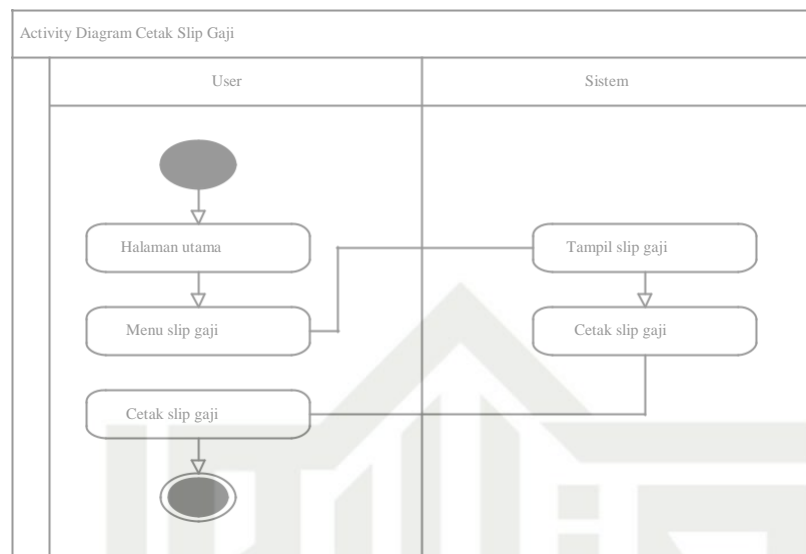 Activity Diagram Cetak Slip Gaji
User
Sistem
Halaman utama
Tampil slip gaji
Menu slip gaji
Cetak slip gaji
Cetak slip gaji